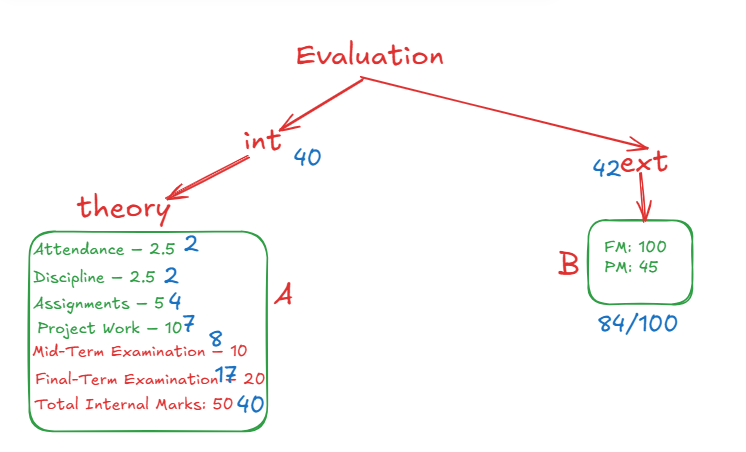 Evaluation
int
40
42 ext
theory
Attendance – 2.5 2
Discipline – 2.5 2
Assignments – 5 4
Project Work – 10 7
Mid-Term Examination – 10 8
Final-Term Examination – 20 17
Total Internal Marks: 50 40
A
B
FM: 100
PM: 45
84/100